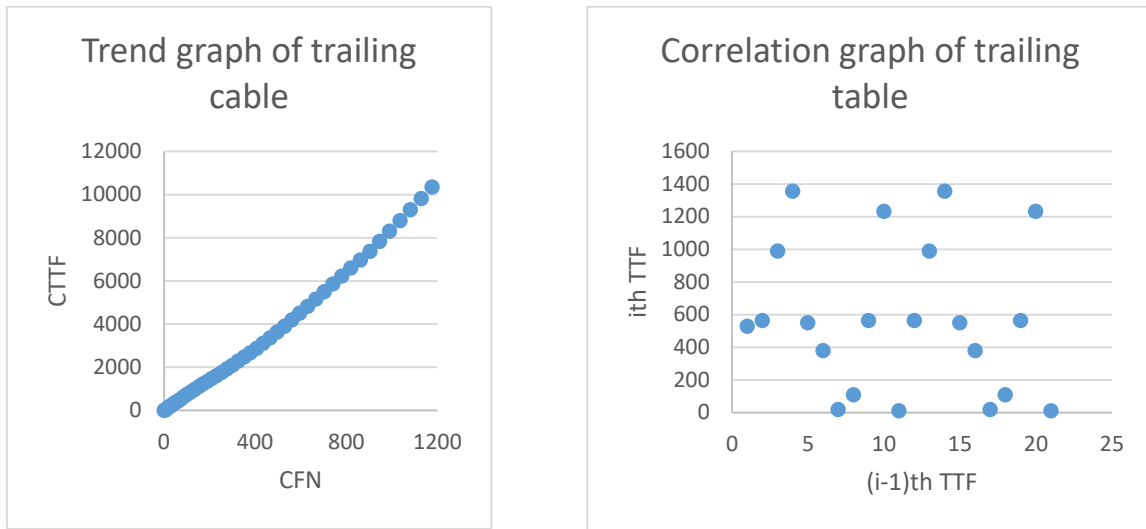 Trend graph of trailing
cable
12000
10000
8000
6000
4000
2000
0
CTTF
0 400 800 1200
CFN
Correlation graph of trailing
table
1600
1400
1200
1000
800
600
400
200
0
ith TTF
0 5 10 15 20 25
(i-1)th TTF